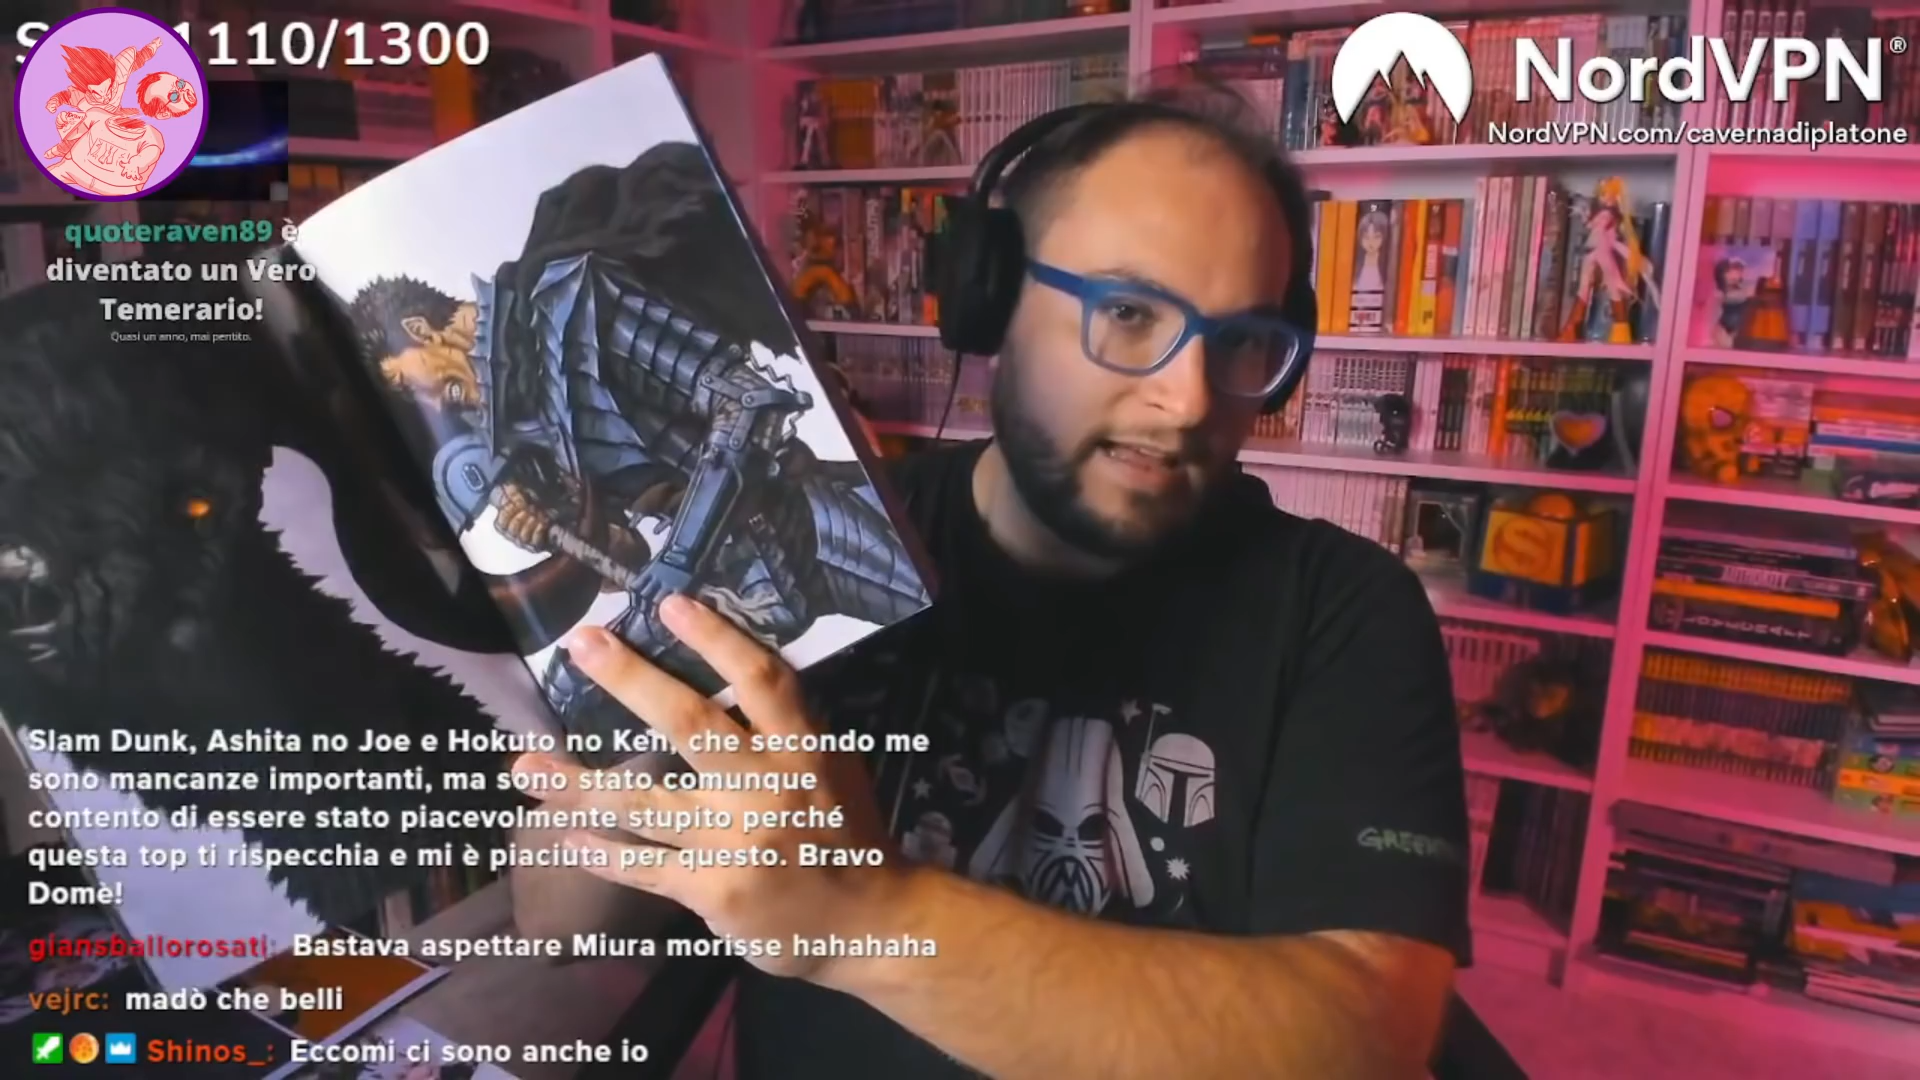 1110/1300
NordVPN®
NordVPN.com/cavernadiplatone
quoteraven89 è
diventato un Vero
Temerario!
Quasi un anno, mai pentito.
Slam Dunk, Ashita no Joe e Hokuto no Ken, che secondo me
sono mancanze importanti, ma sono stato comunque
contento di essere stato piacevolmente stupito perché
questa top ti rispecchia e mi è piaciuta per questo. Bravo
Domè!
giansballorosati: Bastava aspettare Miura morisse hahahaha
vejrc: madò che belli
Shinos_: Eccomi ci sono anche io